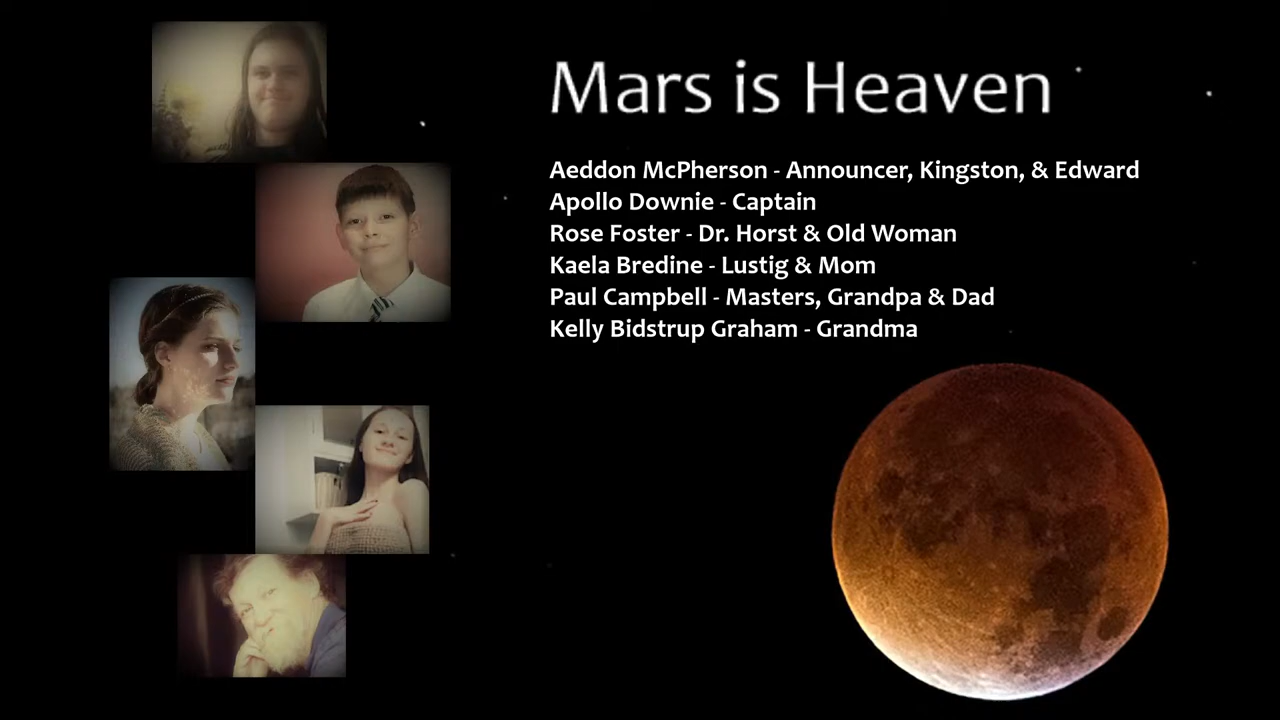 Mars is Heaven
Aeddon McPherson - Announcer, Kingston, & Edward
Apollo Downie - Captain
Rose Foster - Dr. Horst & Old Woman
Kaela Bredine - Lustig & Mom
Paul Campbell - Masters, Grandpa & Dad
Kelly Bidstrup Graham - Grandma